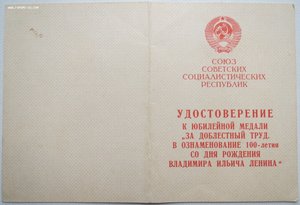 СОЮЗ
СОВЕТСКИХ
СОЦИАЛИСТИЧЕСКИХ
РЕСПУБЛИК
УДОСТОВЕРЕНИЕ
К ЮБИЛЕЙНОЙ МЕДАЛИ
„ЗА ДОБЛЕСТНЫЙ ТРУД.
В ОЗНАМЕНОВАНИЕ 100-летия
СО ДНЯ РОЖДЕНИЯ
ВЛАДИМИРА ИЛЬИЧА ЛЕНИНА“